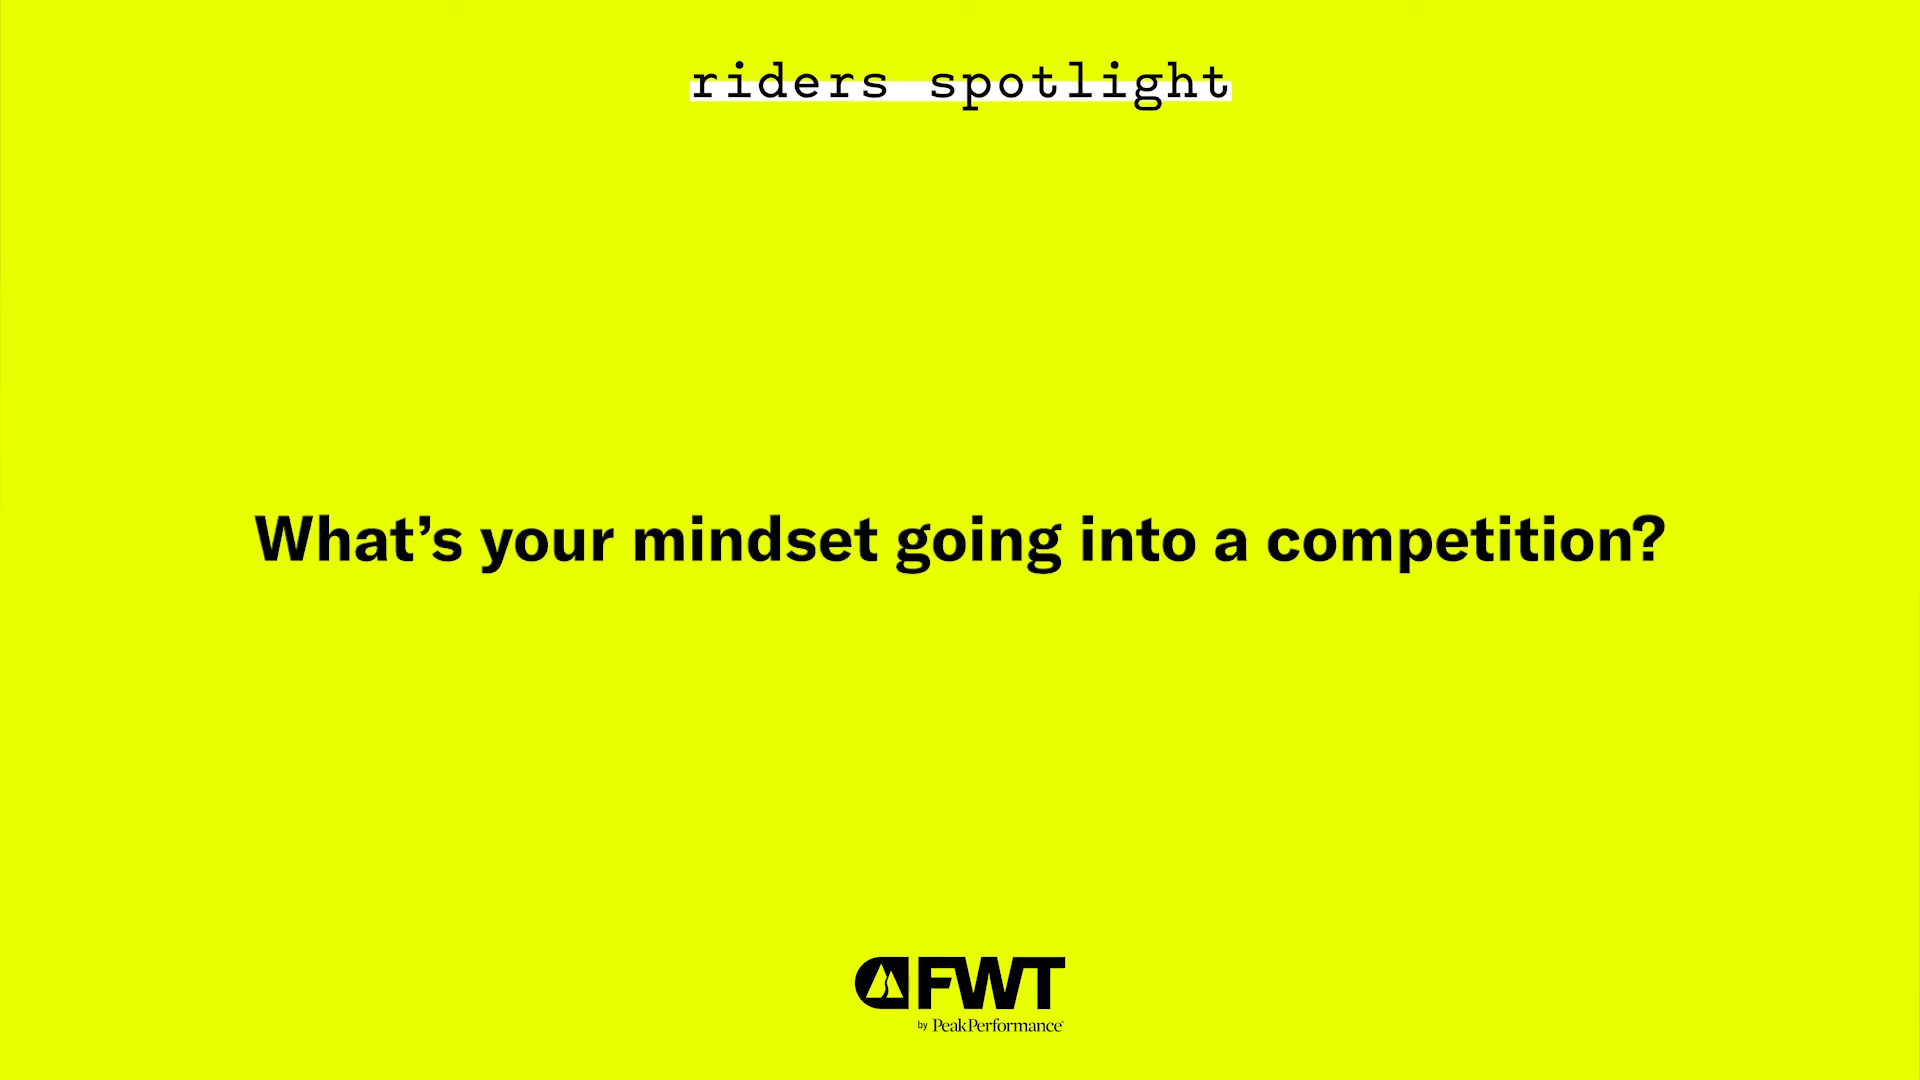 riders spotlight
What’s your mindset going into a competition?
FWT
by PeakPerformance®